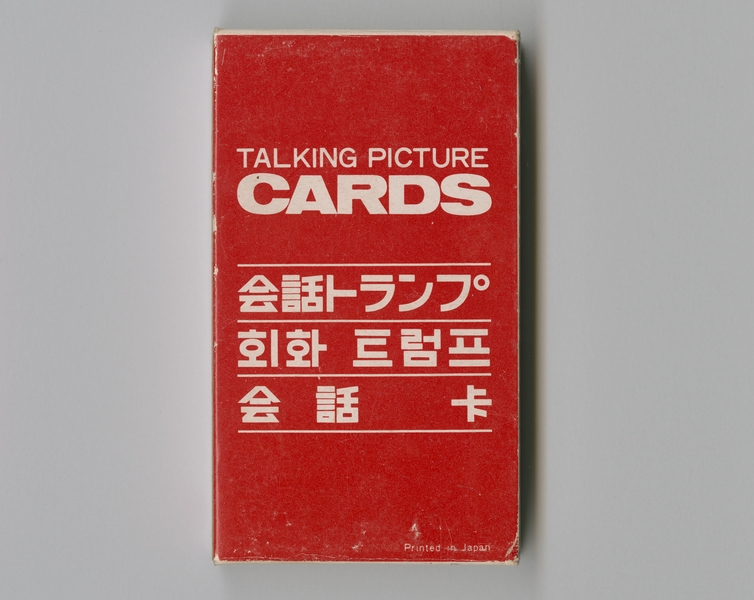 TALKING PICTURE
CARDS
会話トランプ
회화 트럼프
会話 卡
Printed in Japan